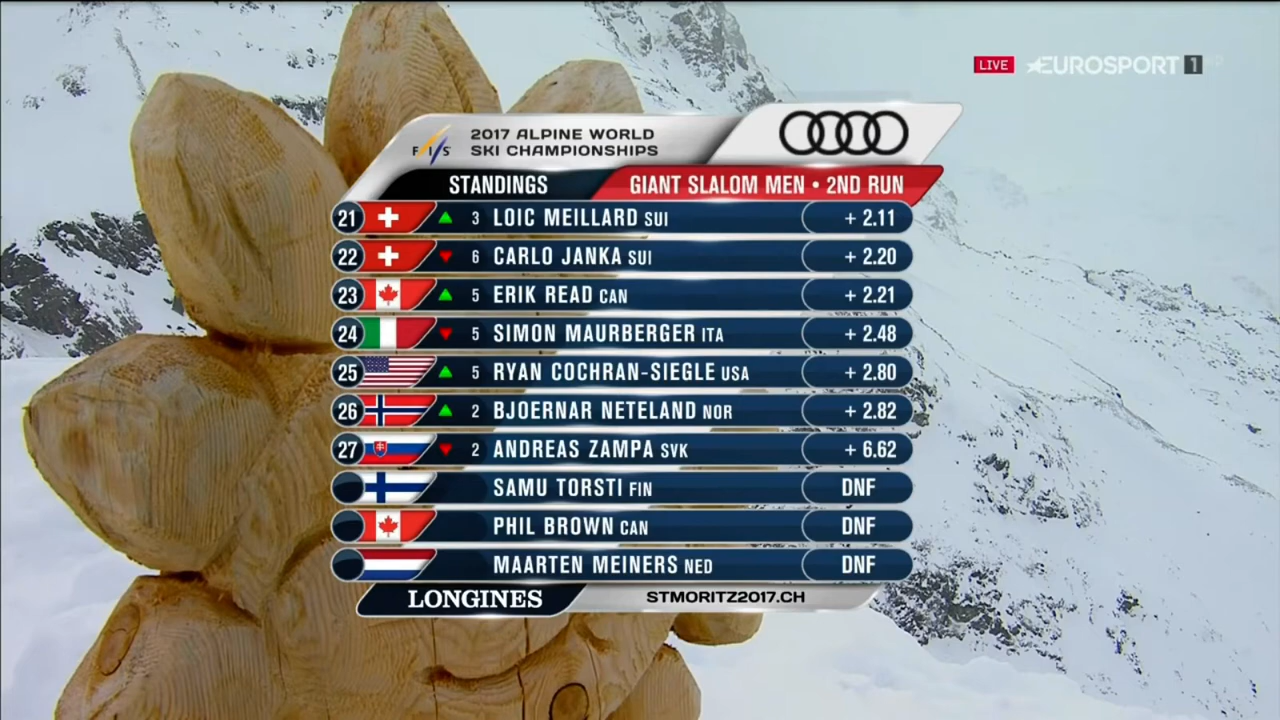 LIVE EUROSPORT 1
FIS
2017 ALPINE WORLD
SKI CHAMPIONSHIPS
STANDINGS GIANT SLALOM MEN • 2ND RUN
21 3 LOIC MEILLARD SUI + 2.11
22 6 CARLO JANKA SUI + 2.20
23 5 ERIK READ CAN + 2.21
24 5 SIMON MAURBERGER ITA + 2.48
25 5 RYAN COCHRAN-SIEGLE USA + 2.80
26 2 BJOERNAR NETELAND NOR + 2.82
27 2 ANDREAS ZAMPA SVK + 6.62
SAMU TORSTI FIN DNF
PHIL BROWN CAN DNF
MAARTEN MEINERS NED DNF
LONGINES STMORITZ2017.CH